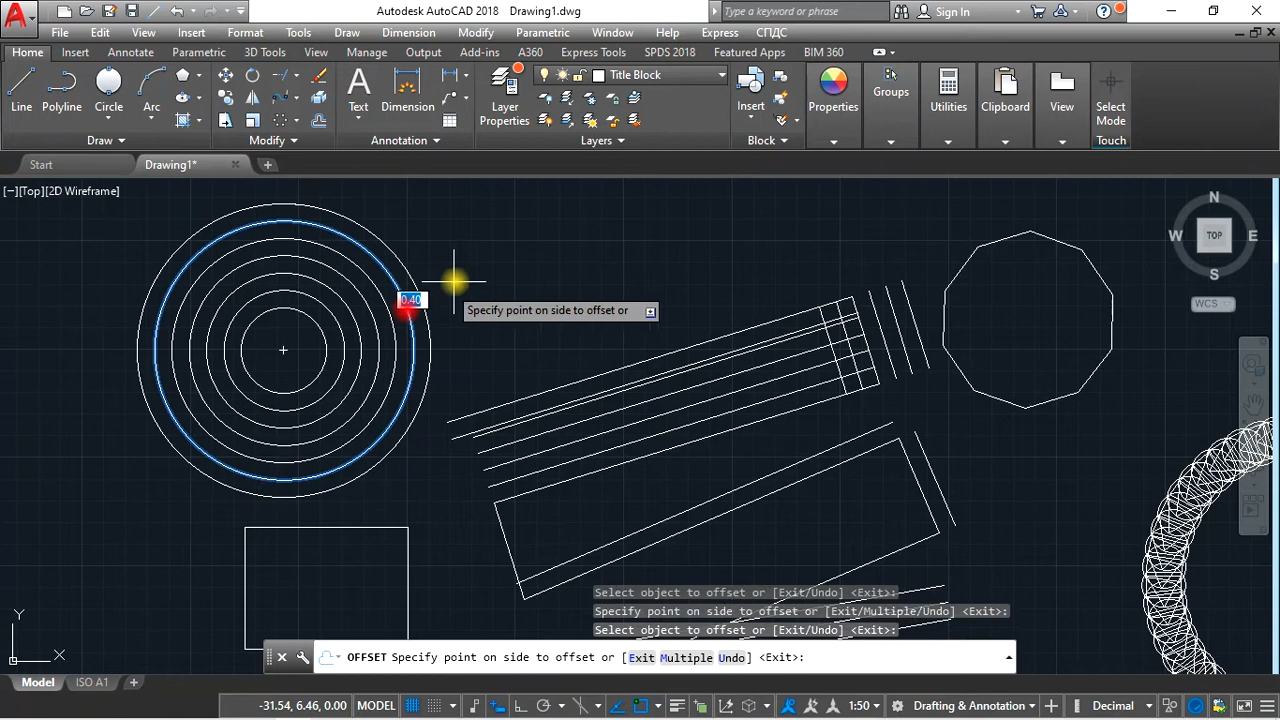 Autodesk AutoCAD 2018 Drawing1.dwg
Type a keyword or phrase
Sign In
File Edit View Insert Format Tools Draw Dimension Modify Parametric Window Help Express СПДС
Home Insert Annotate Parametric 3D Tools View Manage Output Add-ins A360 Express Tools SPDS 2018 Featured Apps BIM 360
Title Block
Line Polyline Circle Arc
Text Dimension
Layer
Properties
Insert
Properties Groups Utilities Clipboard View
Select
Mode
Draw Modify Annotation Layers Block Touch
Start Drawing1*
[−][Top][2D Wireframe]
N
W TOP E
S
WCS
0.40
Specify point on side to offset or
Select object to offset or [Exit/Undo] <Exit>:
Specify point on side to offset or [Exit/Multiple/Undo] <Exit>:
Select object to offset or [Exit/Undo] <Exit>:
Y
X
OFFSET Specify point on side to offset or [Exit Multiple Undo] <Exit>:
Model ISO A1
-31.54, 6.46, 0.00 MODEL 1:50 Drafting & Annotation Decimal